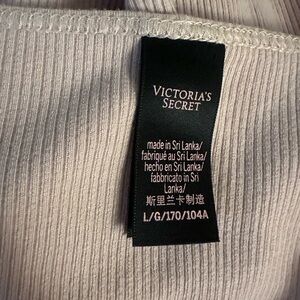 VICTORIA'S
SECRET
made in Sri Lanka/
fabriqué au Sri Lanka/
hecho en Sri Lanka/
fabbricato in Sri
Lanka/
斯里兰卡制造
L/G/170/104A